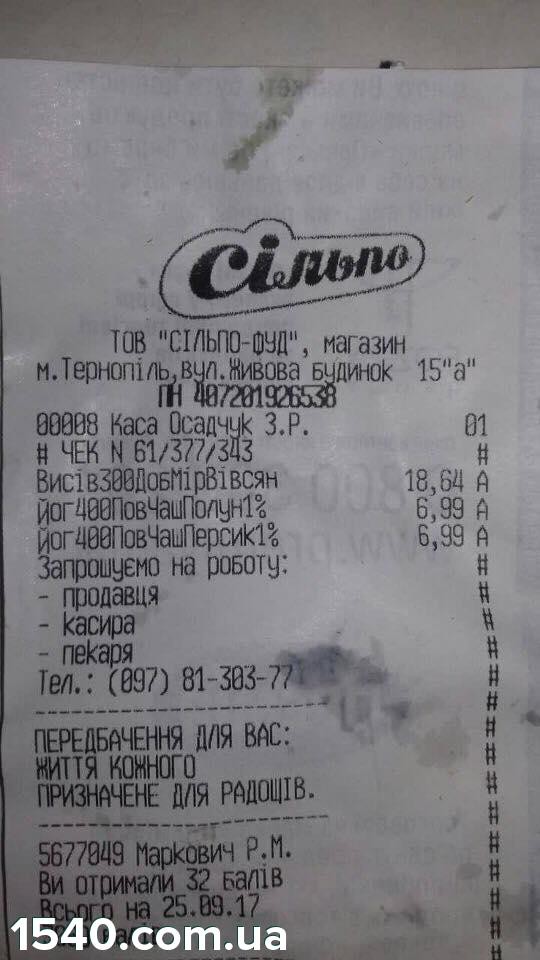 Сільпо
ТОВ "СІЛЬПО-ФУД", магазин
м.Тернопіль,вул.Живова будинок 15"а"
ПН 407201926538
00008 Каса Осадчук З.Р. 01
# ЧЕК N 61/377/343 #
Висів300ДобМірВівсян 18,64 А
йог400ПовЧашПолун1% 6,99 А
йог400ПовЧашПерсик1% 6,99 А
Запрошуємо на роботу: #
- продавця #
- касира #
- пекаря #
Тел.: (097) 81-303-77 #
ПЕРЕДБАЧЕННЯ ДЛЯ ВАС: #
ЖИТТЯ КОЖНОГО #
ПРИЗНАЧЕНЕ ДЛЯ РАДОЩІВ. #
5677049 Маркович Р.М. #
Ви отримали 32 балів #
Всього на 25.09.17 #
1540.com.ua